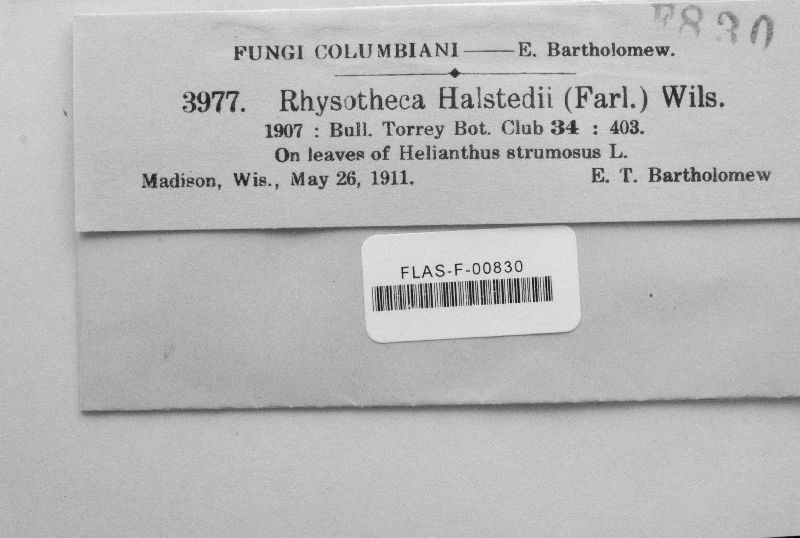 F830
FUNGI COLUMBIANI——E. Bartholomew.
3977. Rhysotheca Halstedii (Farl.) Wils.
1907 : Bull. Torrey Bot. Club 34 : 403.
On leaves of Helianthus strumosus L.
Madison, Wis., May 26, 1911. E. T. Bartholomew
FLAS-F-00830